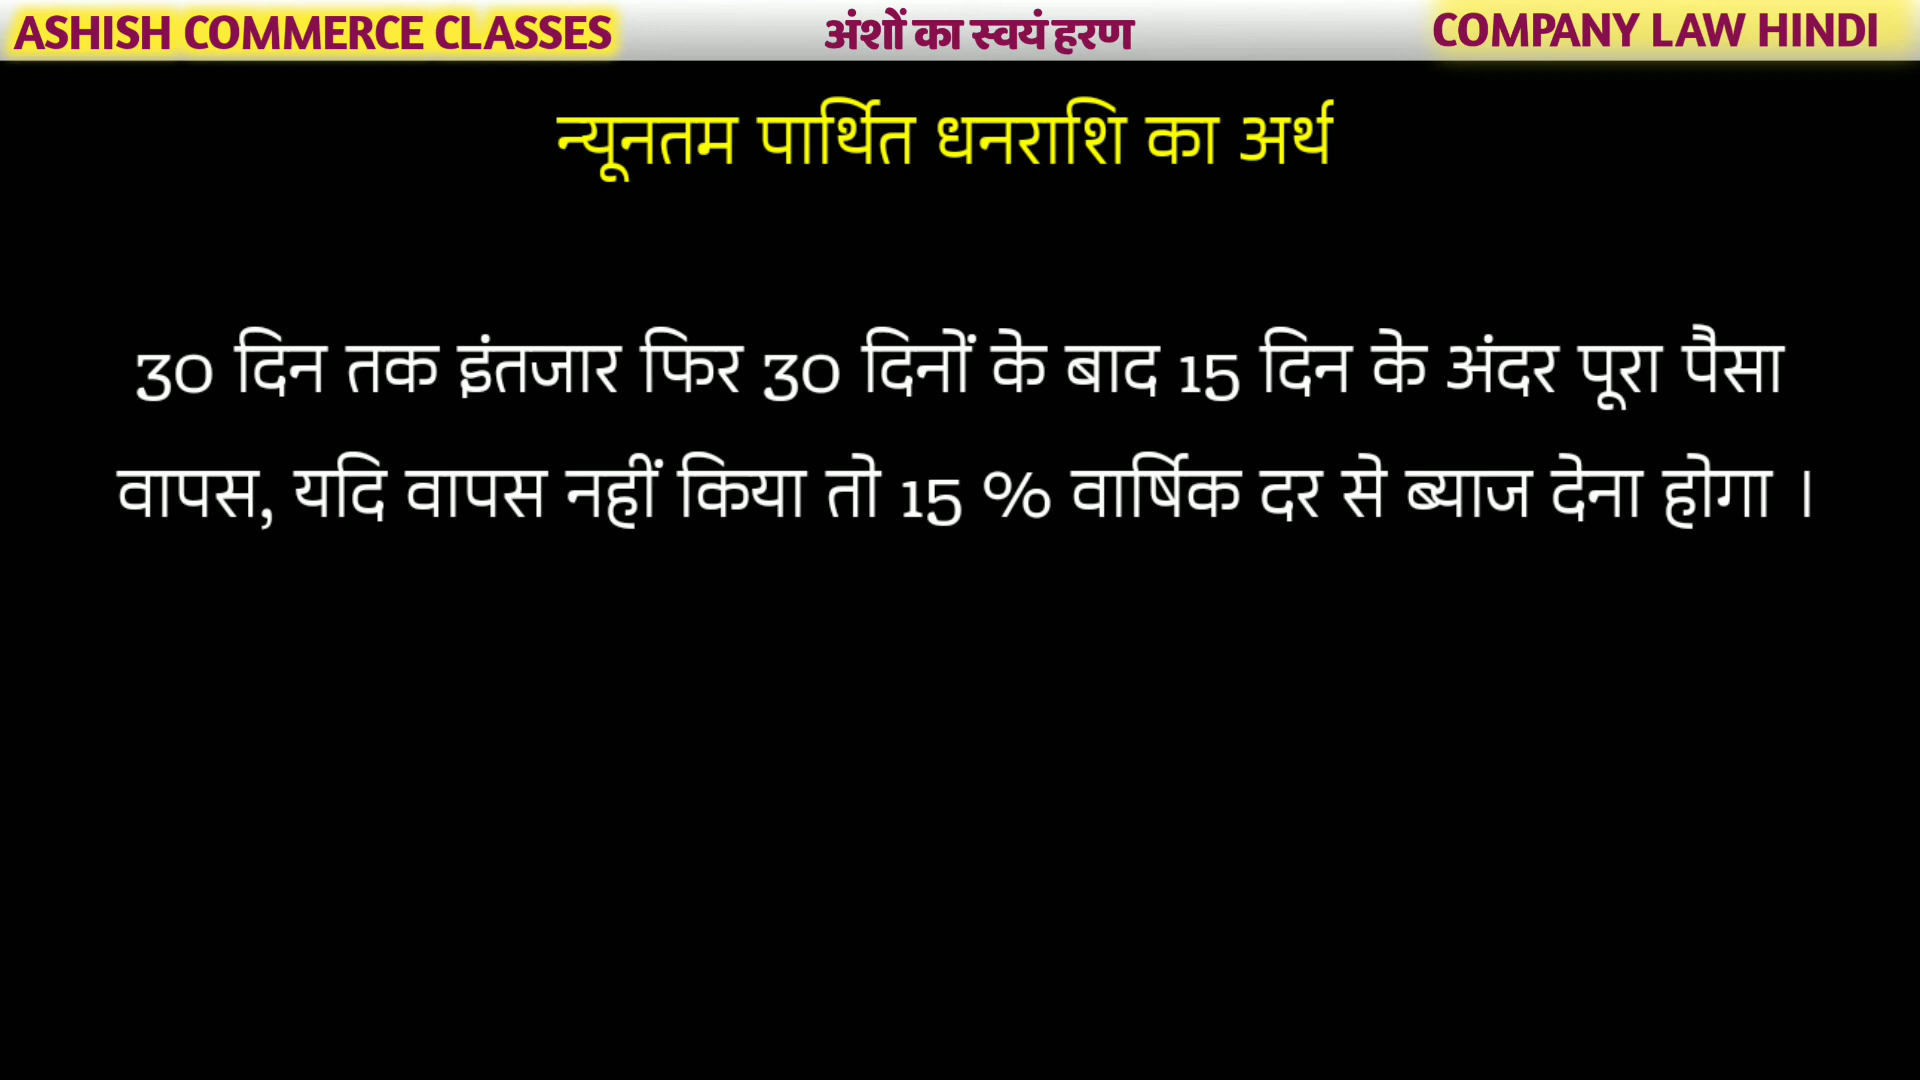 ASHISH COMMERCE CLASSES
अंशों का स्वयं हरण
COMPANY LAW HINDI
न्यूनतम पार्थित धनराशि का अर्थ
30 दिन तक इंतजार फिर 30 दिनों के बाद 15 दिन के अंदर पूरा पैसा
वापस, यदि वापस नहीं किया तो 15 % वार्षिक दर से ब्याज देना होगा ।